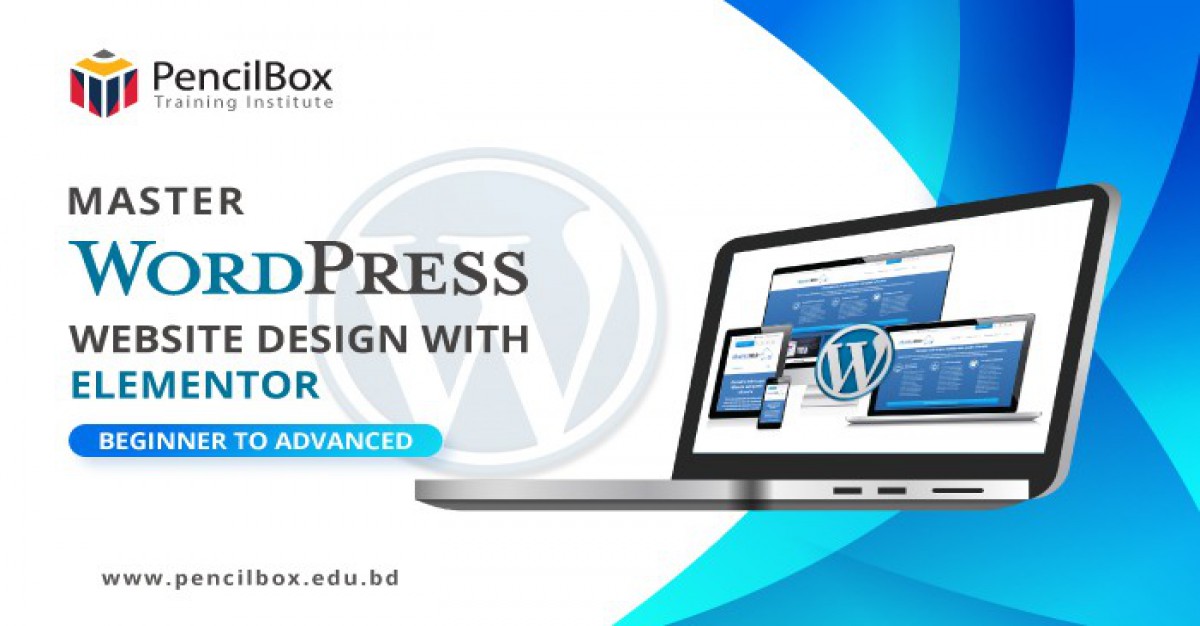 PencilBox
Training Institute
MASTER
WORDPRESS
WEBSITE DESIGN WITH
ELEMENTOR
BEGINNER TO ADVANCED
www.pencilbox.edu.bd